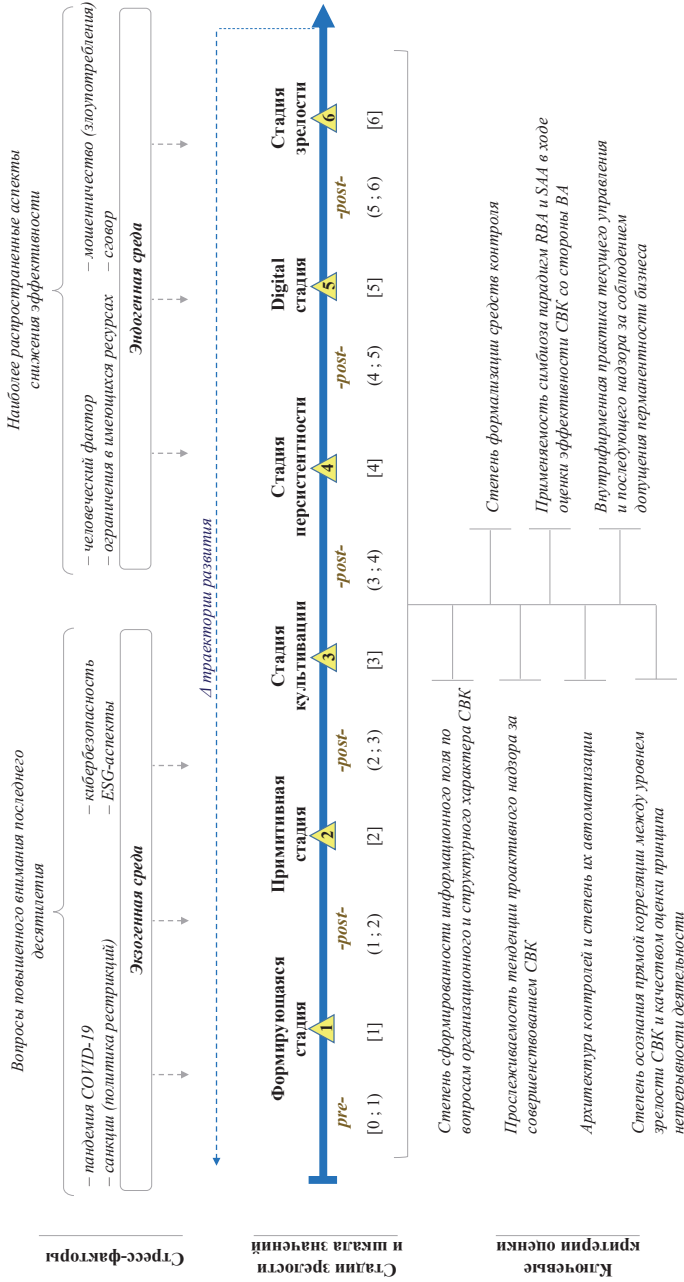 Стресс-факторы
Вопросы повышенного внимания последнего
десятилетия
– пандемия COVID-19
– санкции (политика рестрикций)
– кибербезопасность
– ESG-аспекты
Экзогенная среда
Наиболее распространенные аспекты
снижения эффективности
– человеческий фактор
– ограничения в имеющихся ресурсах
– мошенничество (злоупотребления)
– сговор
Эндогенная среда
Δ траектории развития
Стадии зрелости
и шкала значений
Формирующаяся
стадия
Примитивная
стадия
Стадия
культивации
Стадия
персистентности
Digital
стадия
Стадия
зрелости
1
2
3
4
5
6
pre-
-post-
-post-
-post-
-post-
-post-
[0 ; 1)
[1]
(1 ; 2)
[2]
(2 ; 3)
[3]
(3 ; 4)
[4]
(4 ; 5)
[5]
(5 ; 6)
[6]
Ключевые
критерии оценки
Степень сформированности информационного поля по
вопросам организационного и структурного характера СВК
Прослеживаемость тенденции проактивного надзора за
совершенствованием СВК
Архитектура контролей и степень их автоматизации
Степень осознания прямой корреляции между уровнем
зрелости СВК и качеством оценки принципа
непрерывности деятельности
Степень формализации средств контроля
Применяемость симбиоза парадигм RBA и SAA в ходе
оценки эффективности СВК со стороны ВА
Внутрифирменная практика текущего управления
и последующего надзора за соблюдением
допущения перманентности бизнеса